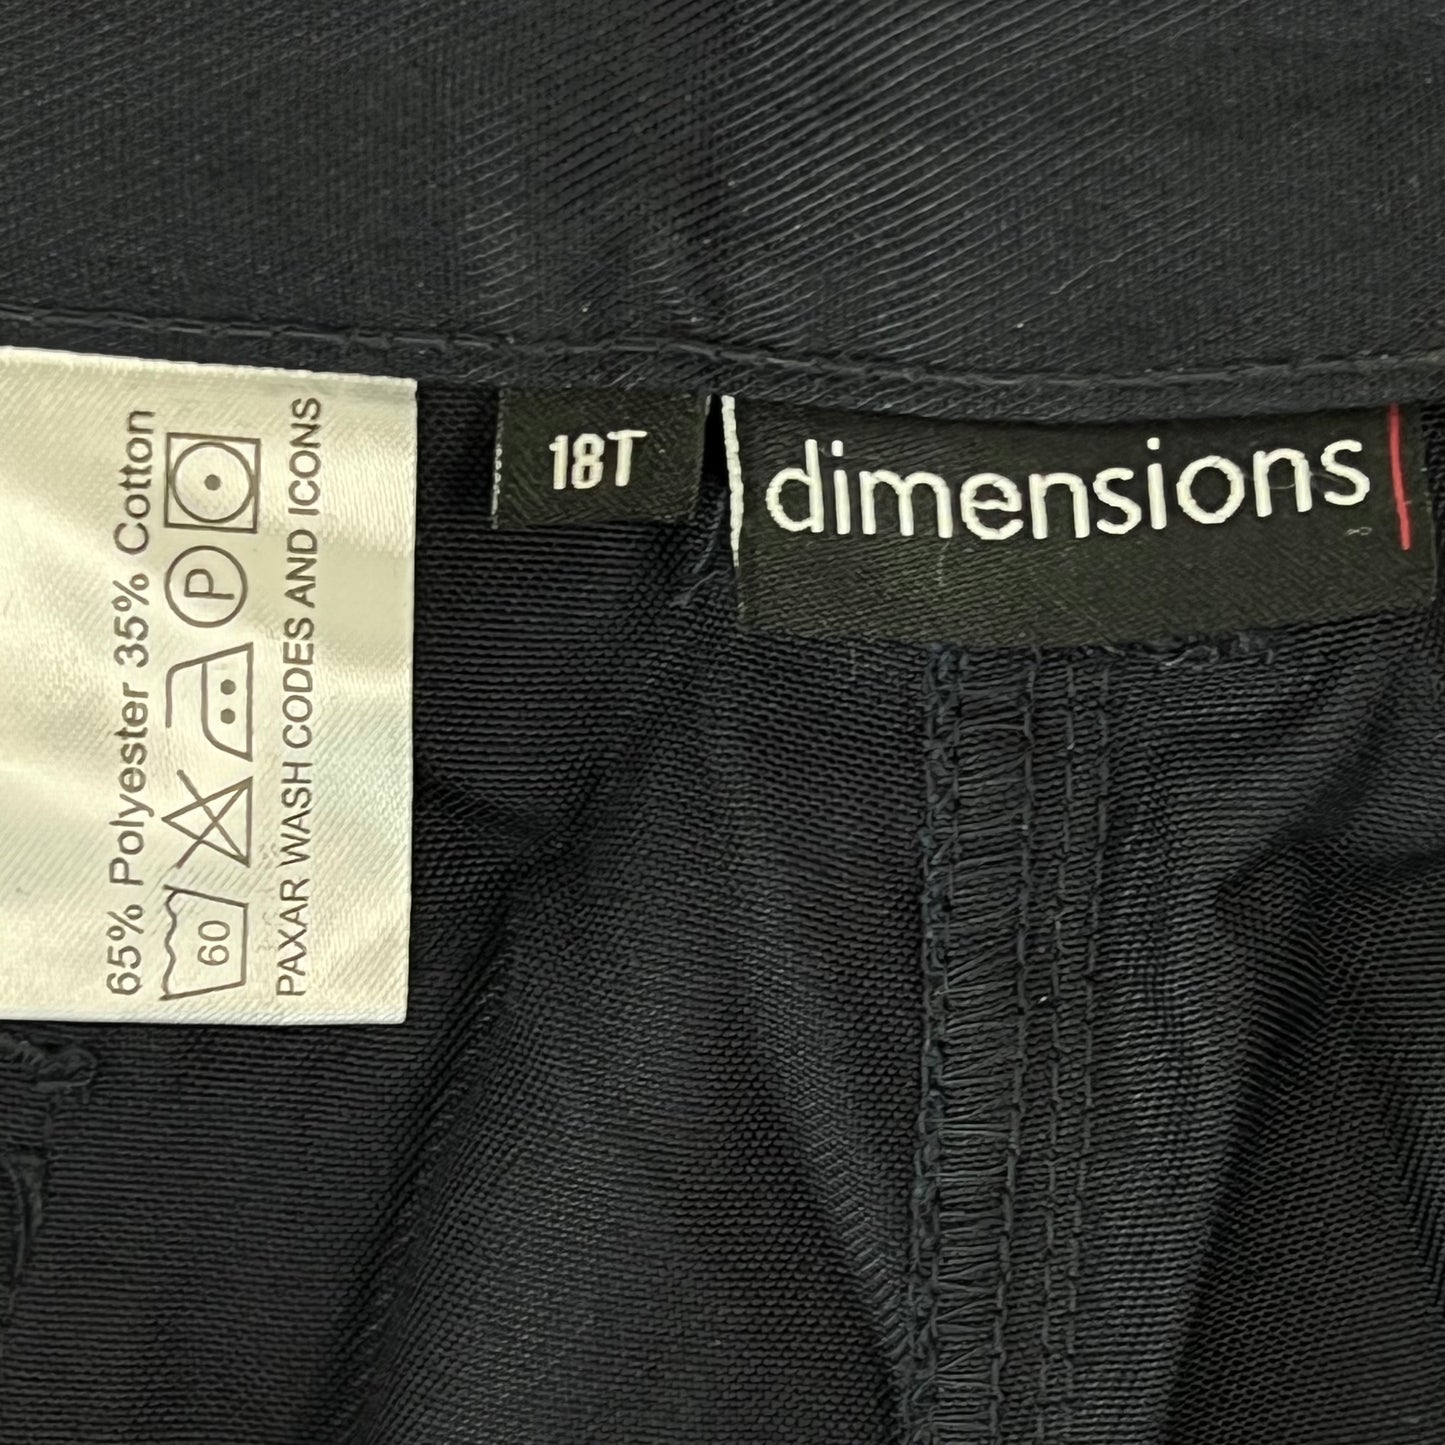 18T
dimensions
65% Polyester 35% Cotton
60 P
PAXAR WASH CODES AND ICONS